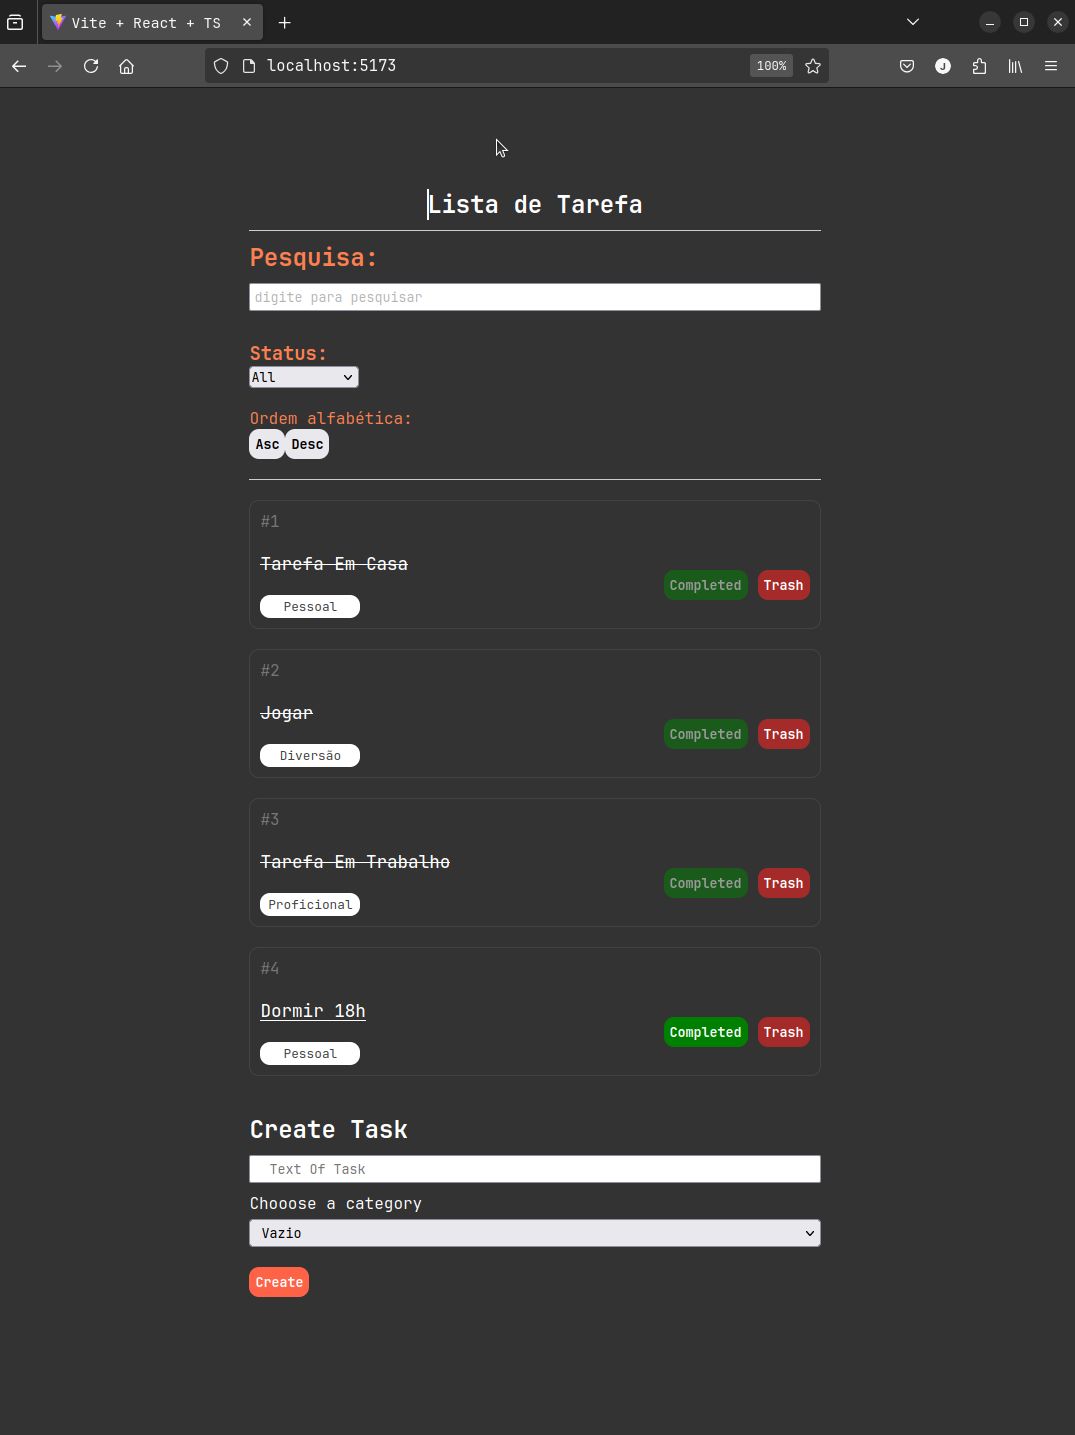 Vite + React + TS
localhost:5173
100%
J
Lista de Tarefa
Pesquisa:
digite para pesquisar
Status:
All
Ordem alfabética:
Asc Desc
#1
Tarefa Em Casa
Completed Trash
Pessoal
#2
Jogar
Completed Trash
Diversão
#3
Tarefa Em Trabalho
Completed Trash
Proficional
#4
Dormir 18h
Completed Trash
Pessoal
Create Task
Text Of Task
Chooose a category
Vazio
Create